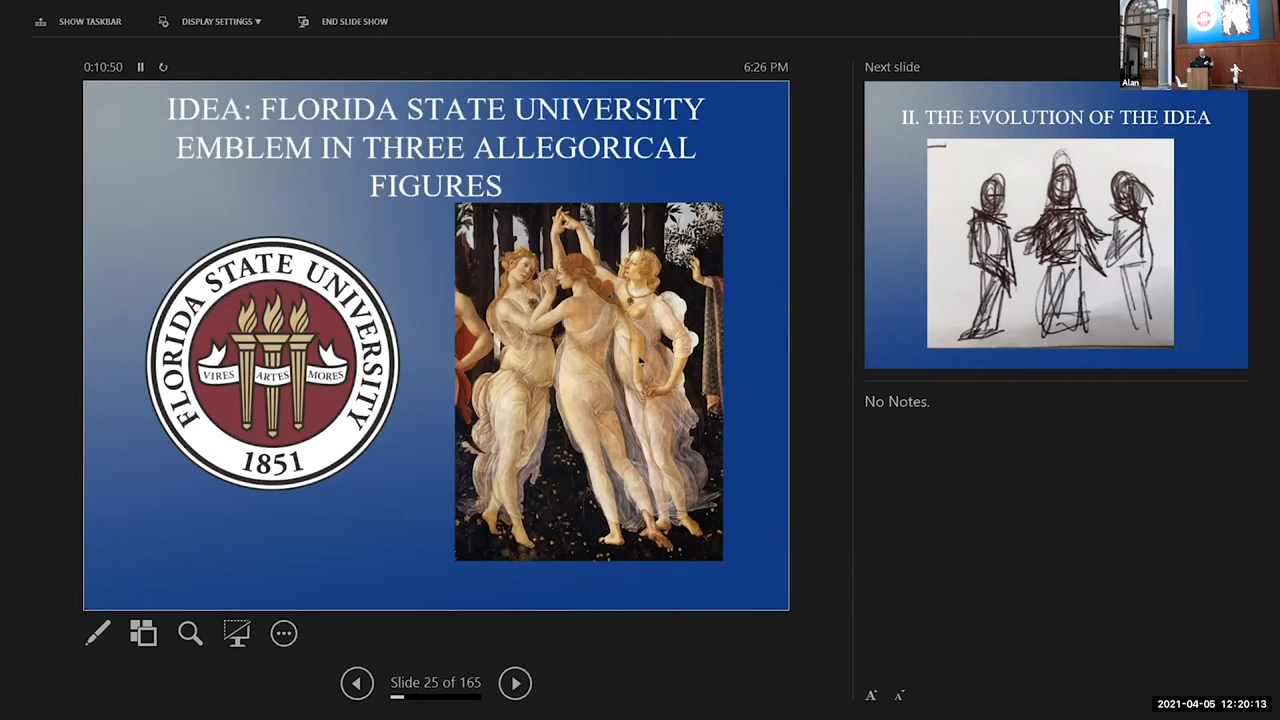 SHOW TASKBAR
DISPLAY SETTINGS ▼
END SLIDE SHOW
0:10:50
6:26 PM
Next slide
Alan
IDEA: FLORIDA STATE UNIVERSITY
EMBLEM IN THREE ALLEGORICAL
FIGURES
FLORIDA STATE UNIVERSITY
VIRES ARTES MORES
1851
II. THE EVOLUTION OF THE IDEA
No Notes.
Slide 25 of 165
A A
2021-04-05 12:20:13